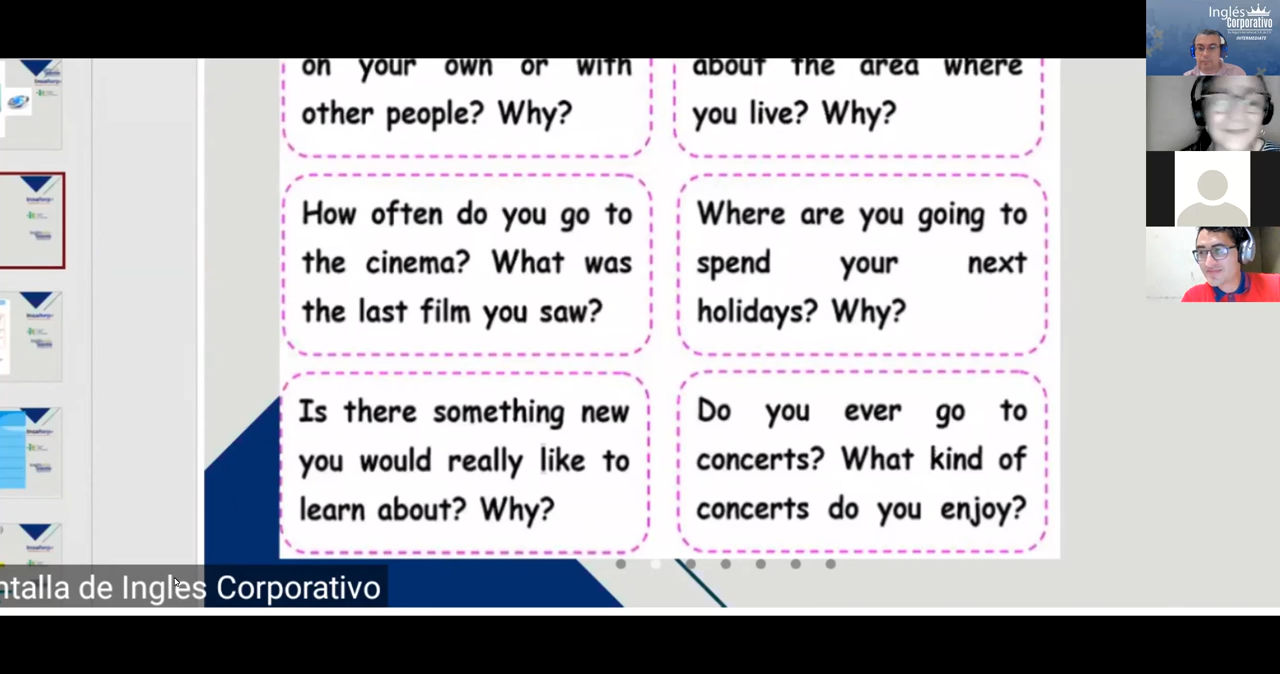 on your own or with
other people? Why?
about the area where
you live? Why?
How often do you go to
the cinema? What was
the last film you saw?
Where are you going to
spend your next
holidays? Why?
Is there something new
you would really like to
learn about? Why?
Do you ever go to
concerts? What kind of
concerts do you enjoy?
ntalla de Ingles Corporativo
Inglés
Corporativo
INTERMEDIATE